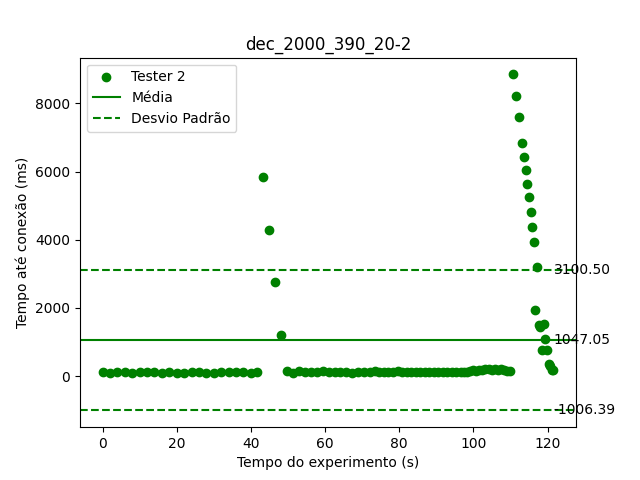 dec_2000_390_20-2
Tester 2
Média
Desvio Padrão
Tempo até conexão (ms)
8000
6000
4000
2000
0
3100.50
1047.05
-1006.39
0
20
40
60
80
100
120
Tempo do experimento (s)